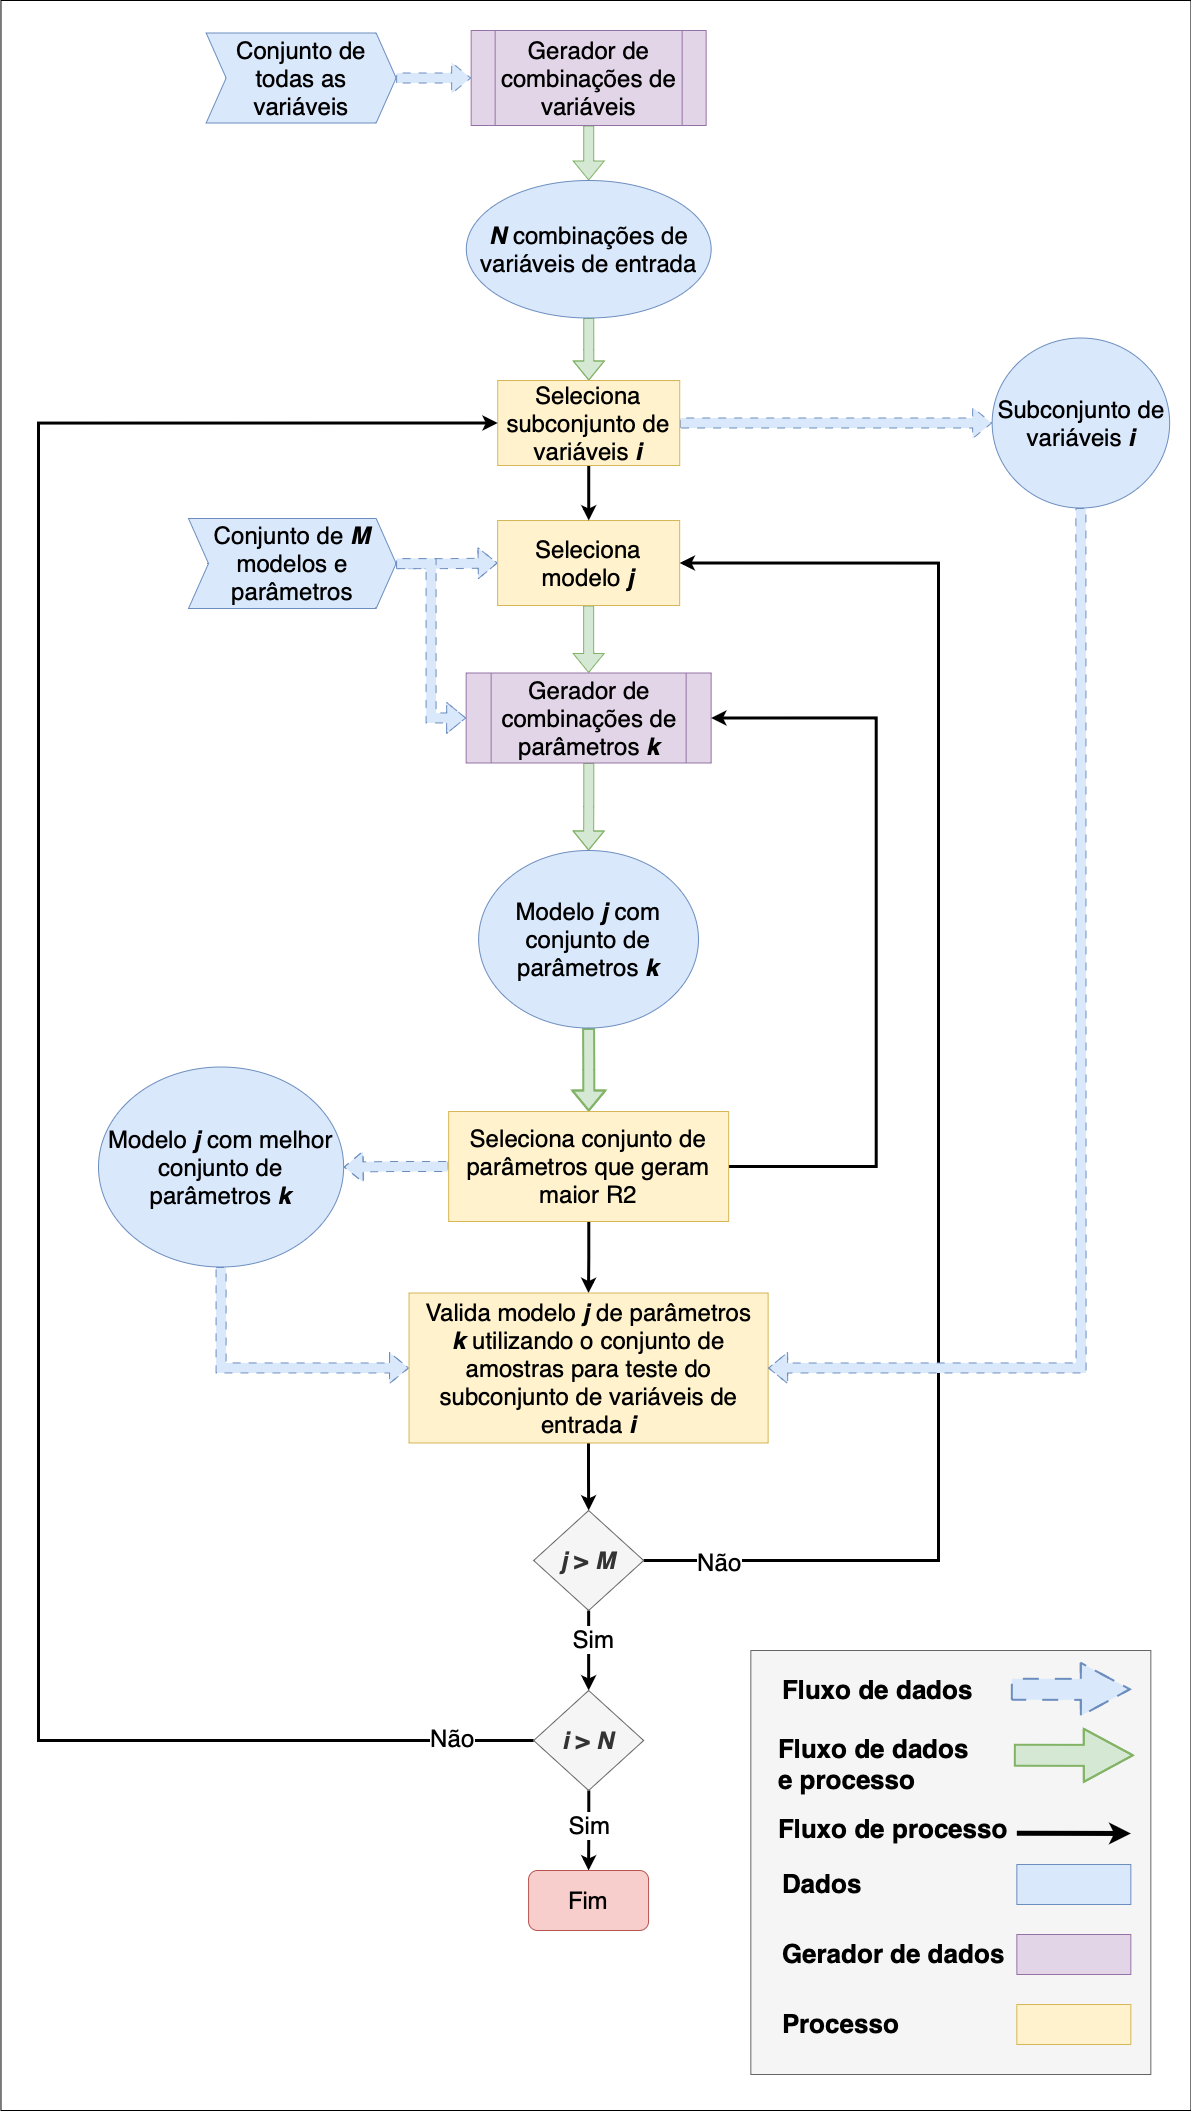 Conjunto de
todas as
variáveis
Gerador de
combinações de
variáveis
N combinações de
variáveis de entrada
Seleciona
subconjunto de
variáveis i
Subconjunto de
variáveis i
Conjunto de M
modelos e
parâmetros
Seleciona
modelo j
Gerador de
combinações de
parâmetros k
Modelo j com
conjunto de
parâmetros k
Modelo j com melhor
conjunto de
parâmetros k
Seleciona conjunto de
parâmetros que geram
maior R2
Valida modelo j de parâmetros
k utilizando o conjunto de
amostras para teste do
subconjunto de variáveis de
entrada i
j > M
Não
Sim
i > N
Não
Sim
Fim
Fluxo de dados
Fluxo de dados
e processo
Fluxo de processo
Dados
Gerador de dados
Processo